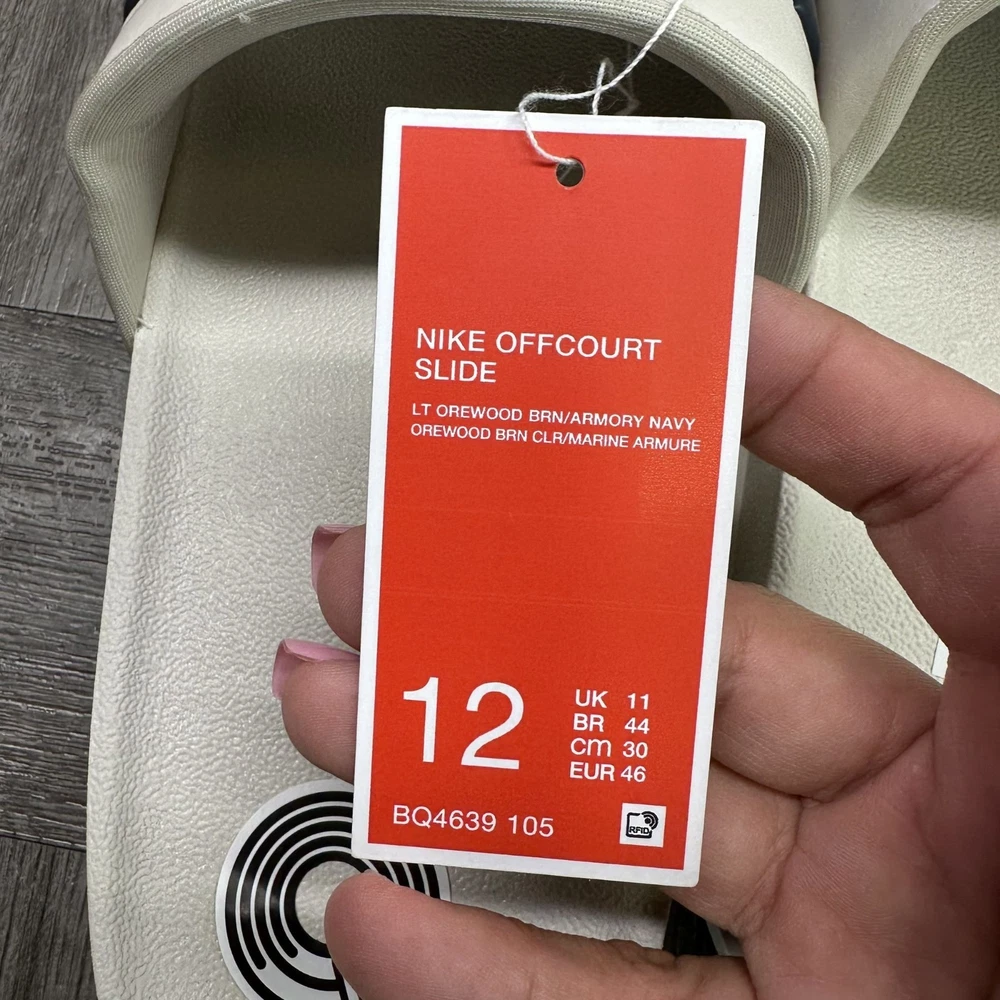 NIKE OFFCOURT
SLIDE
LT OREWOOD BRN/ARMORY NAVY
OREWOOD BRN CLR/MARINE ARMURE
12
UK 11
BR 44
cm 30
EUR 46
BQ4639 105
RFID